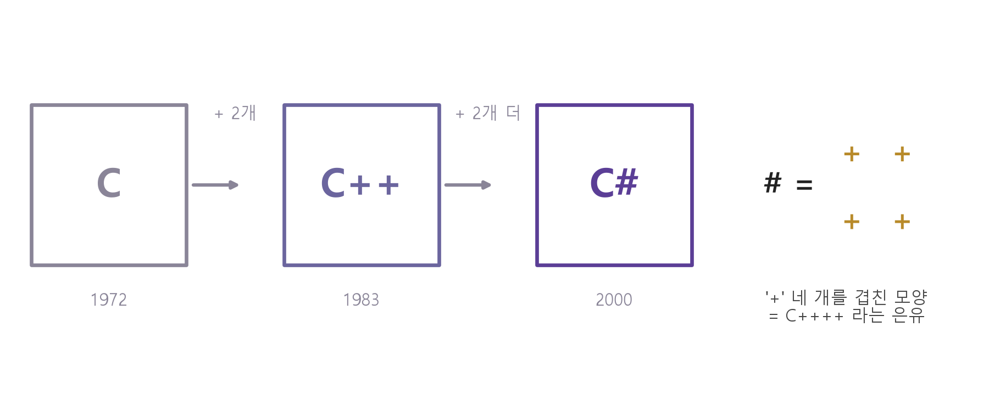 + 2개
+ 2개 더
C
C++
C#
# =
+ +
+ +
1972
1983
2000
'+' 네 개를 겹친 모양
= C++++ 라는 은유